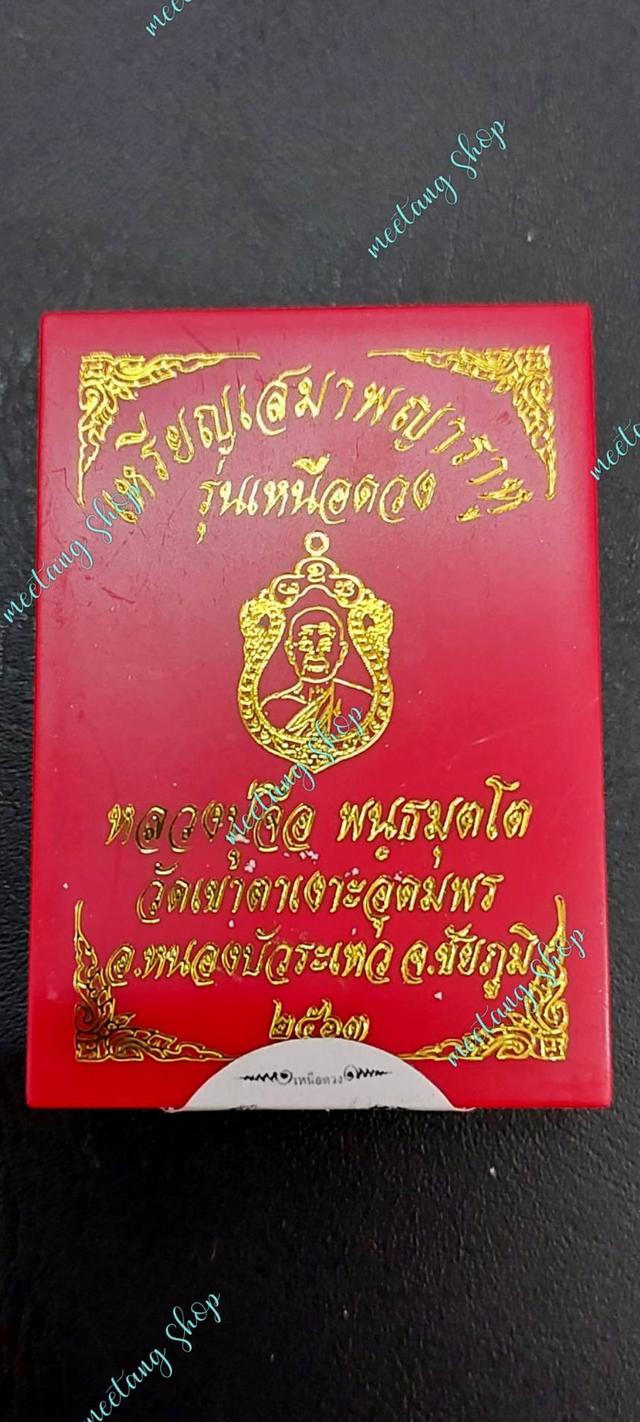 meetang Shop
meetang Shop
เหรียญเสมาพญาราหู
รุ่นเหนือดวง
meetang Shop
meetang Shop
หลวงปู่จื่อ พนฺธมุตฺโต
วัดเขาตาเงาะอุดมพร
อ.หนองบัวระเหว จ.ชัยภูมิ
๒๕๖๓
เหนือดวง
meetang Shop
meetang Shop